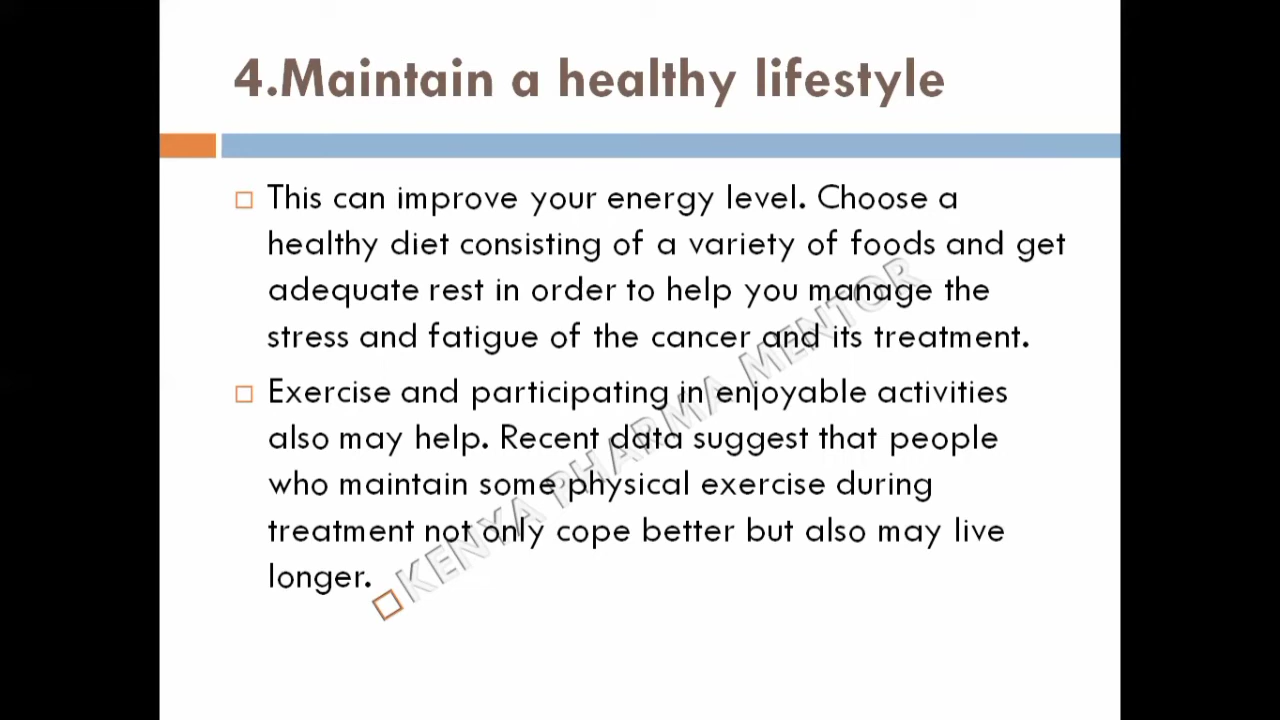 4.Maintain a healthy lifestyle
This can improve your energy level. Choose a
healthy diet consisting of a variety of foods and get
adequate rest in order to help you manage the
stress and fatigue of the cancer and its treatment.
Exercise and participating in enjoyable activities
also may help. Recent data suggest that people
who maintain some physical exercise during
treatment not only cope better but also may live
longer.
KENYA PHARMA MENTOR